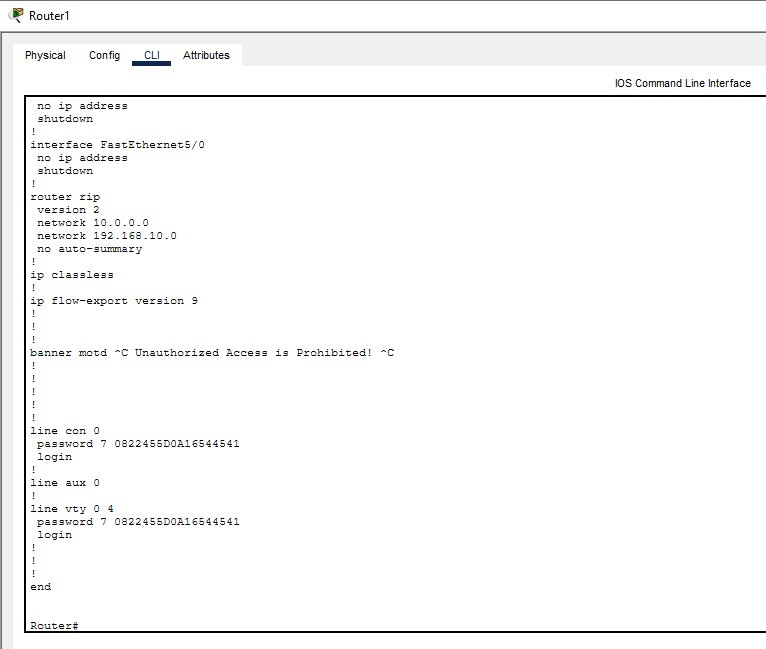 Router1
Physical Config CLI Attributes
IOS Command Line Interface
no ip address
shutdown
!
interface FastEthernet5/0
no ip address
shutdown
!
router rip
version 2
network 10.0.0.0
network 192.168.10.0
no auto-summary
!
ip classless
!
ip flow-export version 9
!
!
!
banner motd ^C Unauthorized Access is Prohibited! ^C
!
!
!
!
!
line con 0
password 7 0822455D0A16544541
login
!
line aux 0
!
line vty 0 4
password 7 0822455D0A16544541
login
!
!
!
end
Router#